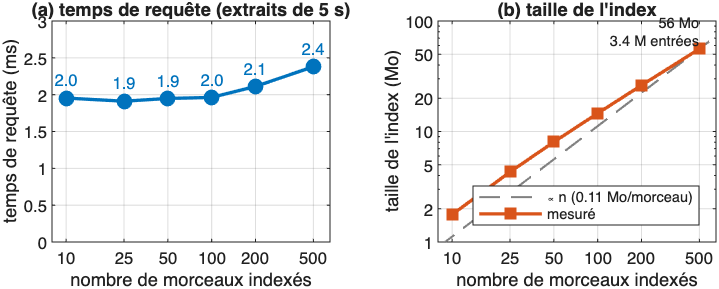 (a) temps de requête (extraits de 5 s)
temps de requête (ms)
3
2.5
2
1.5
1
0.5
0
2.0
1.9
1.9
2.0
2.1
2.4
10 25 50 100 200 500
nombre de morceaux indexés
(b) taille de l'index
taille de l'index (Mo)
100
50
20
10
5
2
1
56 Mo
3.4 M entrées
∝ n (0.11 Mo/morceau)
mesuré
10 25 50 100 200 500
nombre de morceaux indexés